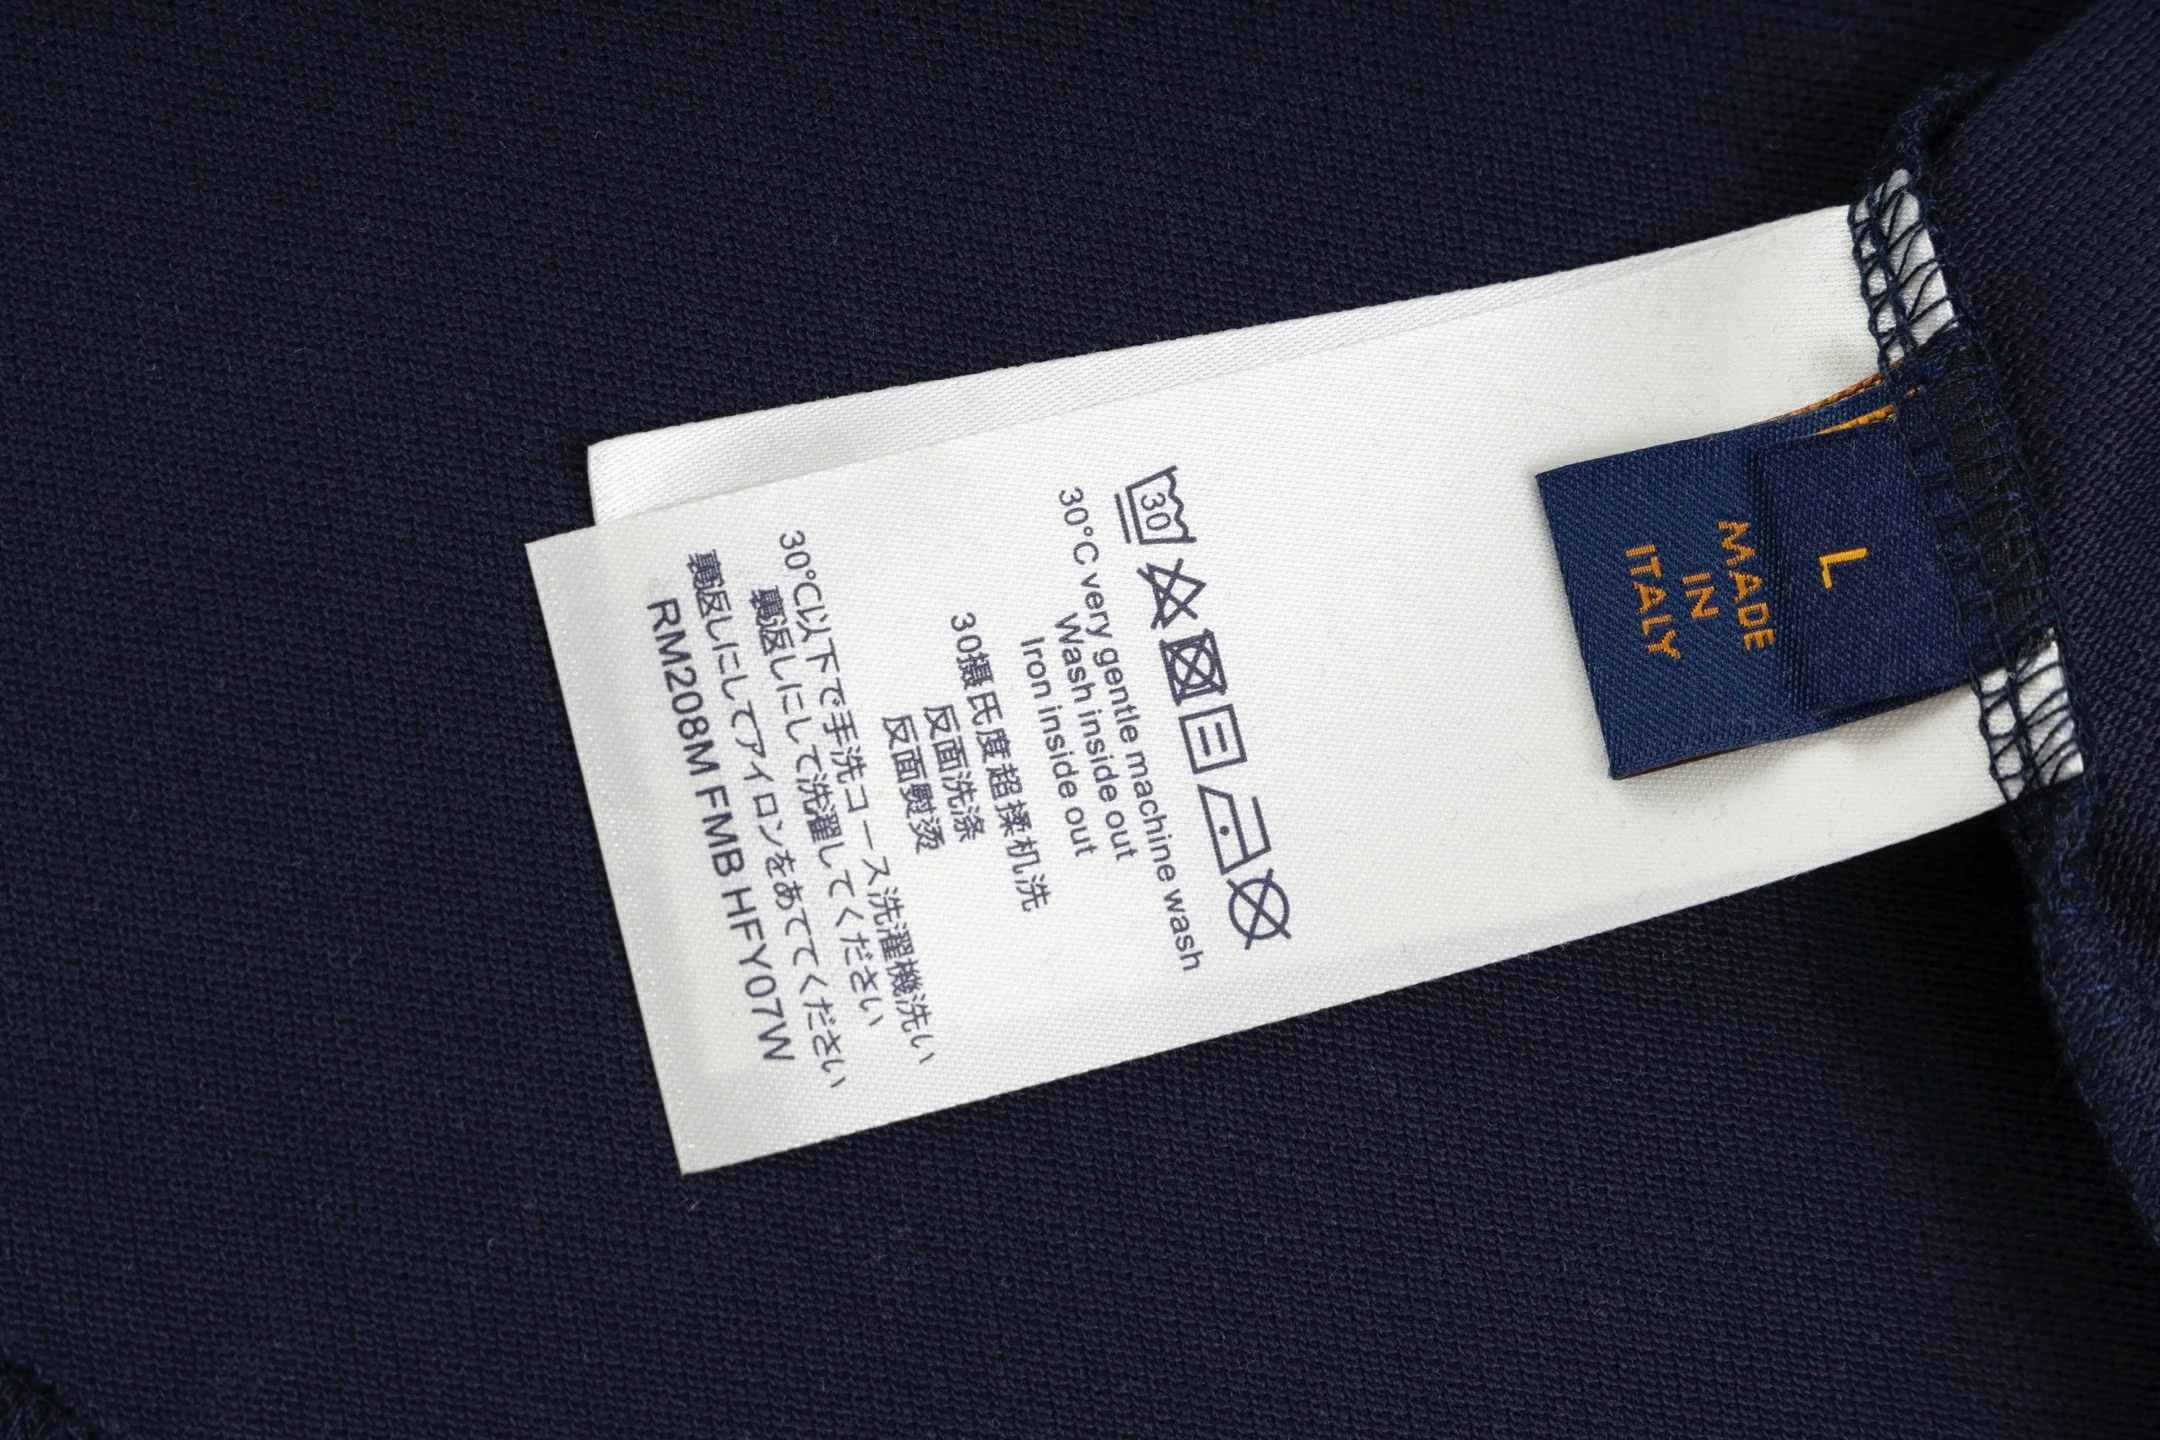 L
MADE
IN
ITALY
30
30°C very gentle machine wash
Wash inside out
Iron inside out
30摄氏度超揉机洗
反面洗涤
反面熨烫
30℃以下で手洗コース洗濯機洗い
裏返しにして洗濯してください
裏返しにしてアイロンをあててください
RM208M FMB HFY07W